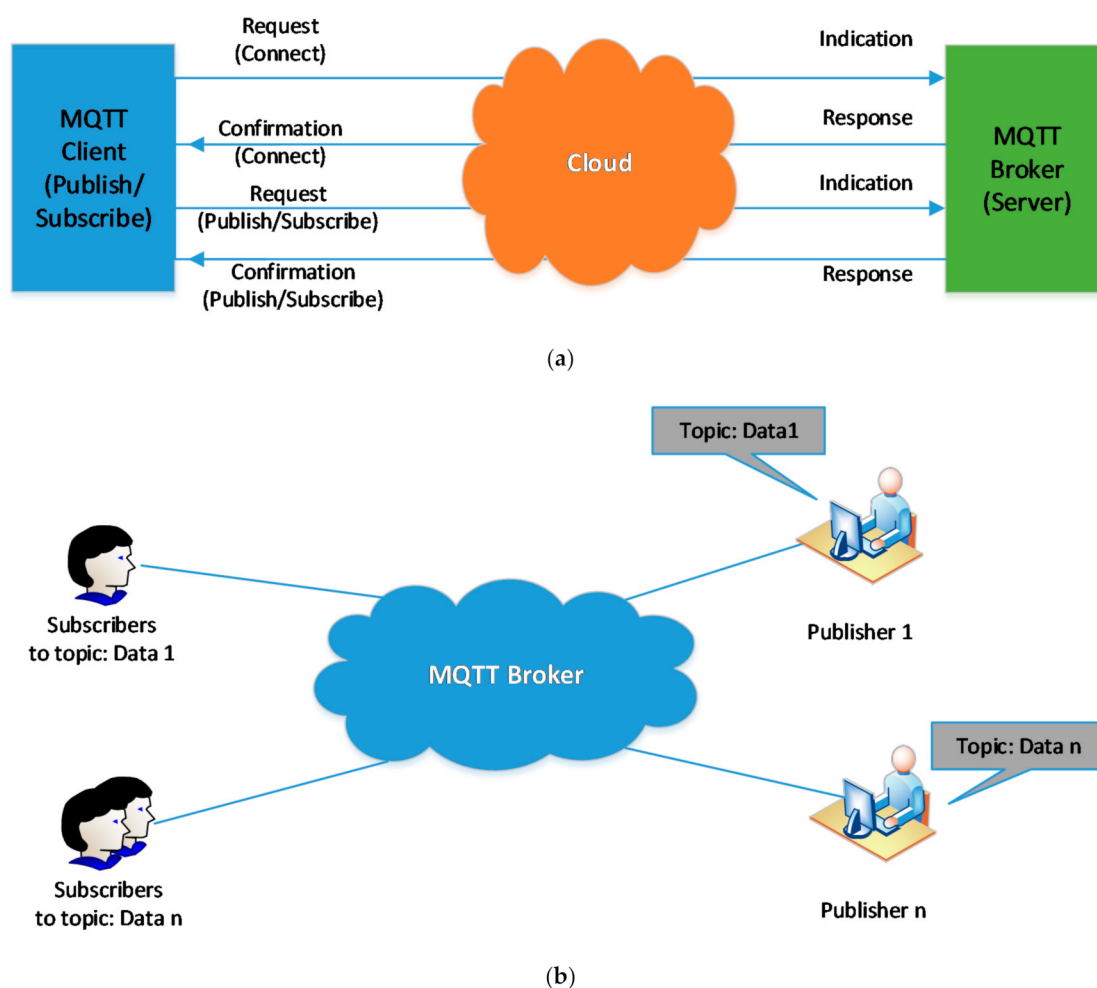 Request
(Connect)
Indication
MQTT
Client
(Publish/
Subscribe)
Confirmation
(Connect)
Response
Cloud
MQTT
Broker
(Server)
Request
(Publish/Subscribe)
Indication
Confirmation
(Publish/Subscribe)
Response
(a)
Topic: Data1
Subscribers
to topic: Data 1
Publisher 1
MQTT Broker
Topic: Data n
Subscribers
to topic: Data n
Publisher n
(b)